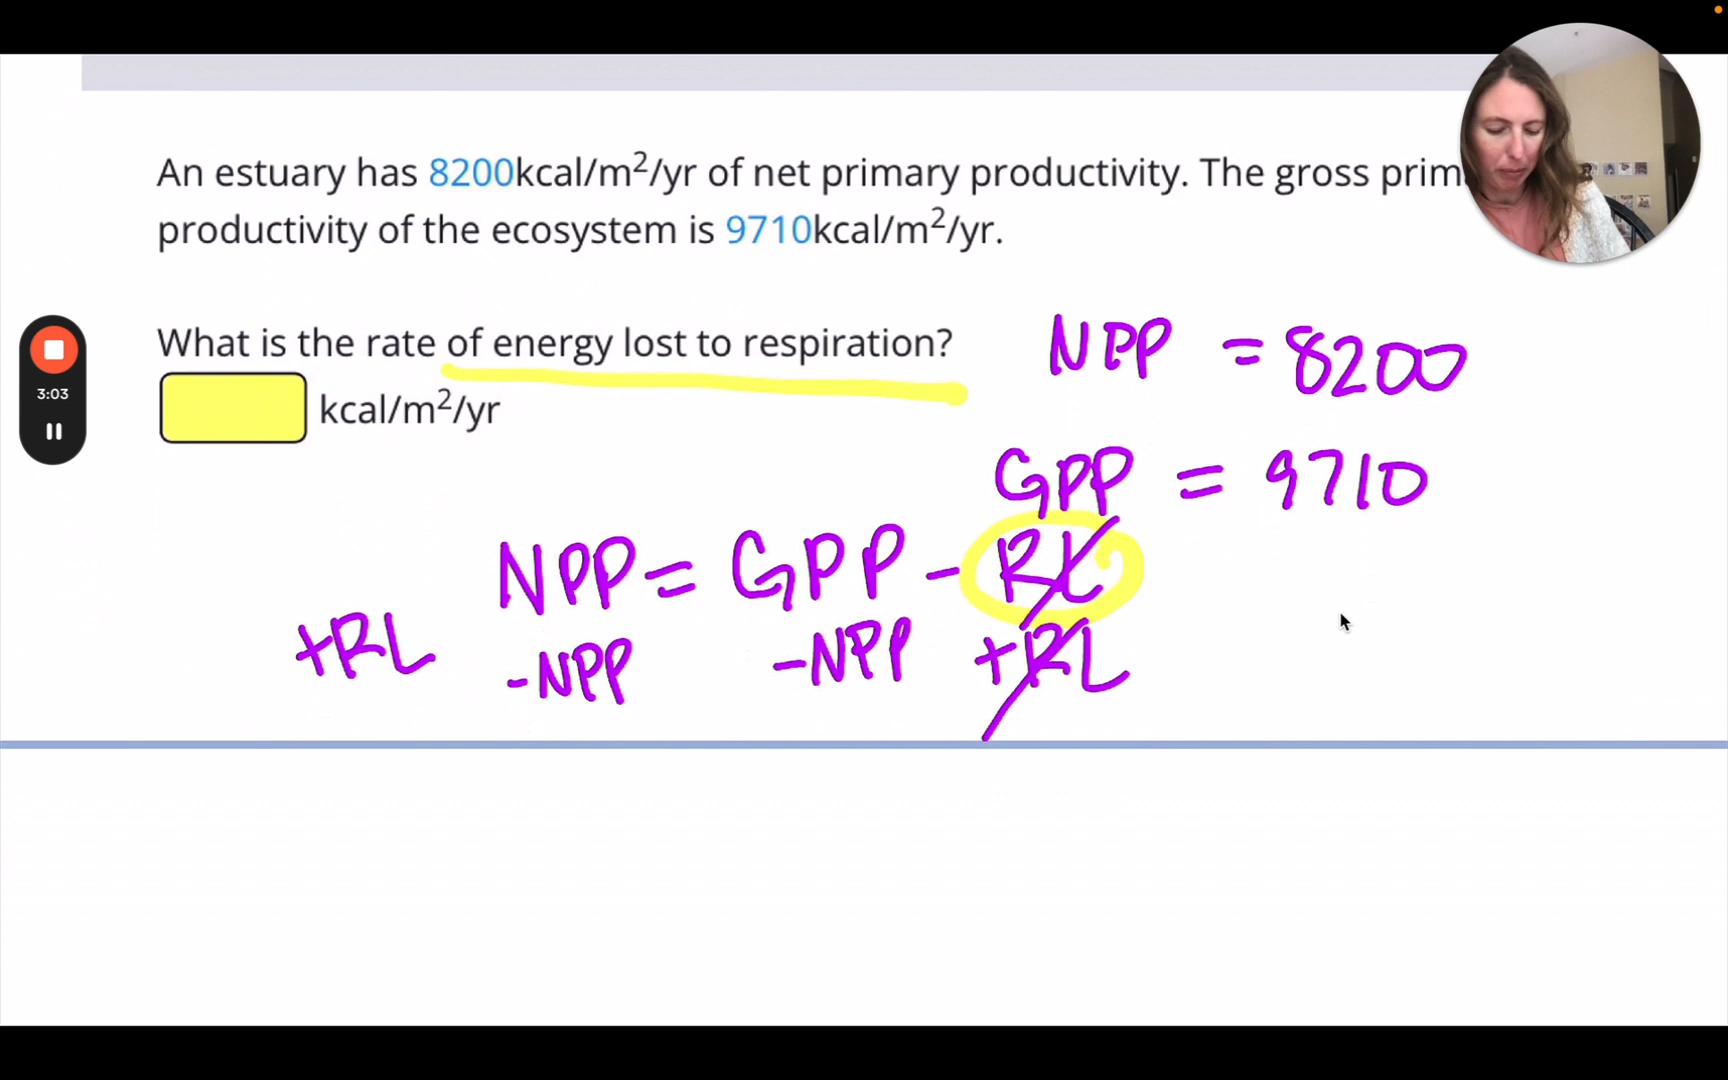 An estuary has 8200kcal/m²/yr of net primary productivity. The gross prim
productivity of the ecosystem is 9710kcal/m²/yr.
What is the rate of energy lost to respiration?
kcal/m²/yr
NPP = 8200
GPP = 9710
NPP = GPP - RL
+RL -NPP -NPP +RL
3:03